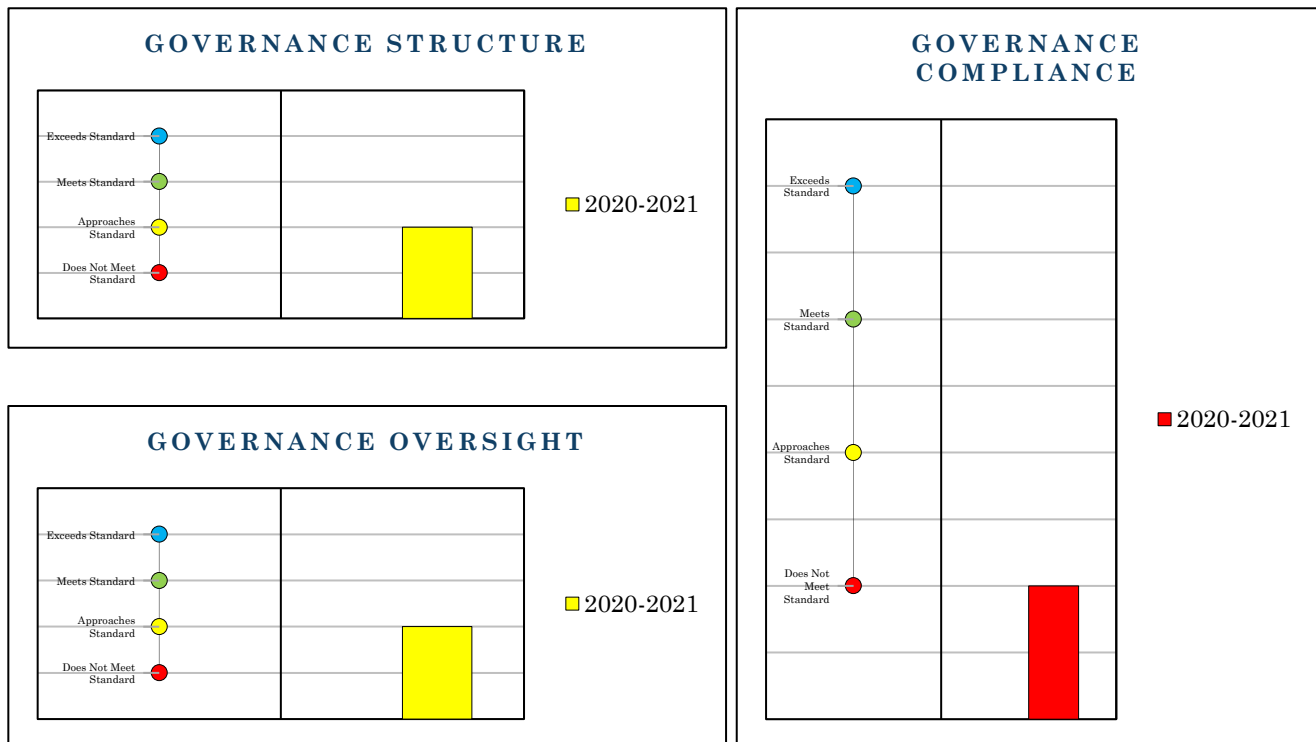 GOVERNANCE STRUCTURE
Exceeds Standard
Meets Standard
Approaches
Standard
Does Not Meet
Standard
2020-2021
GOVERNANCE OVERSIGHT
Exceeds Standard
Meets Standard
Approaches
Standard
Does Not Meet
Standard
2020-2021
GOVERNANCE
COMPLIANCE
Exceeds
Standard
Meets
Standard
Approaches
Standard
Does Not
Meet
Standard
2020-2021